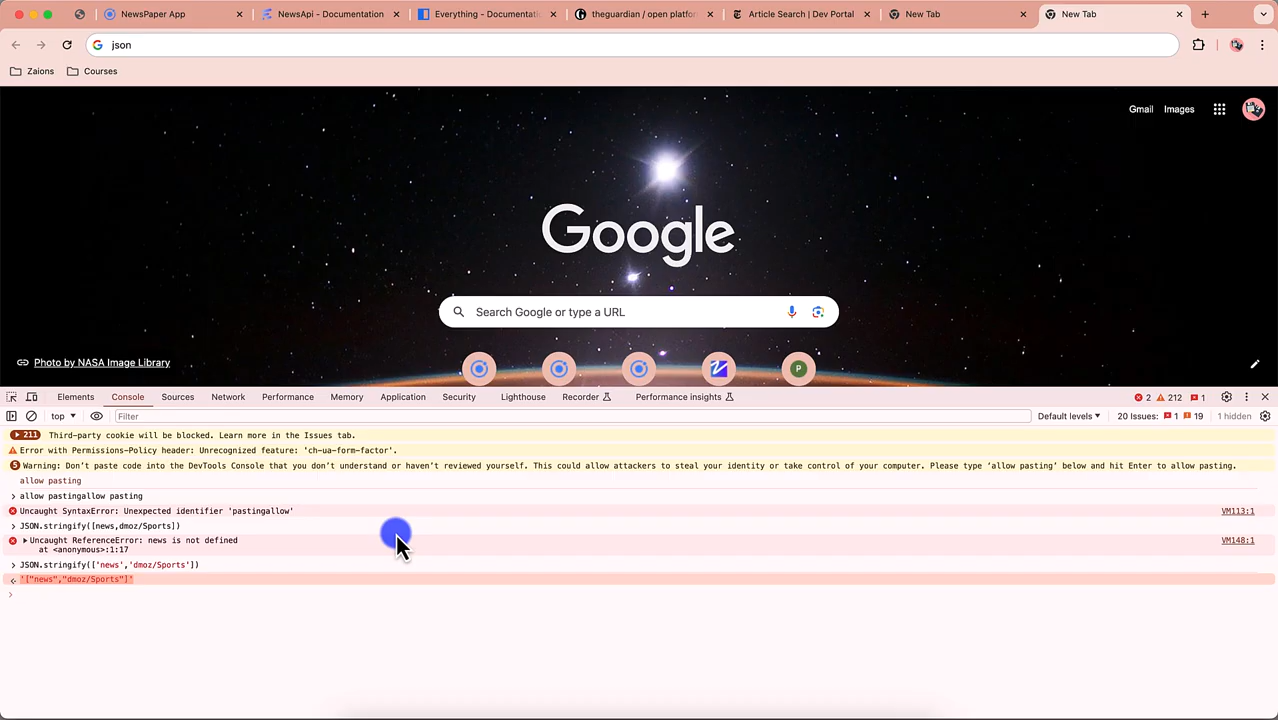 NewsPaper App
NewsApi - Documentation
Everything - Documentati
theguardian / open platfor
Article Search | Dev Portal
New Tab
New Tab
json
Zaions
Courses
Gmail
Images
Google
Search Google or type a URL
Photo by NASA Image Library
P
Elements Console Sources Network Performance Memory Application Security Lighthouse Recorder Performance insights
2 212 1
top
Filter
Default levels
20 Issues: 1 19
1 hidden
211 Third-party cookie will be blocked. Learn more in the Issues tab.
Error with Permissions-Policy header: Unrecognized feature: 'ch-ua-form-factor'.
5 Warning: Don't paste code into the DevTools Console that you don't understand or haven't reviewed yourself. This could allow attackers to steal your identity or take control of your computer. Please type 'allow pasting' below and hit Enter to allow pasting.
allow pasting
> allow pastingallow pasting
Uncaught SyntaxError: Unexpected identifier 'pastingallow' VM113:1
> JSON.stringify([news,dmoz/Sports])
Uncaught ReferenceError: news is not defined VM148:1
at <anonymous>:1:17
> JSON.stringify(['news','dmoz/Sports'])
'["news","dmoz/Sports"]'
>